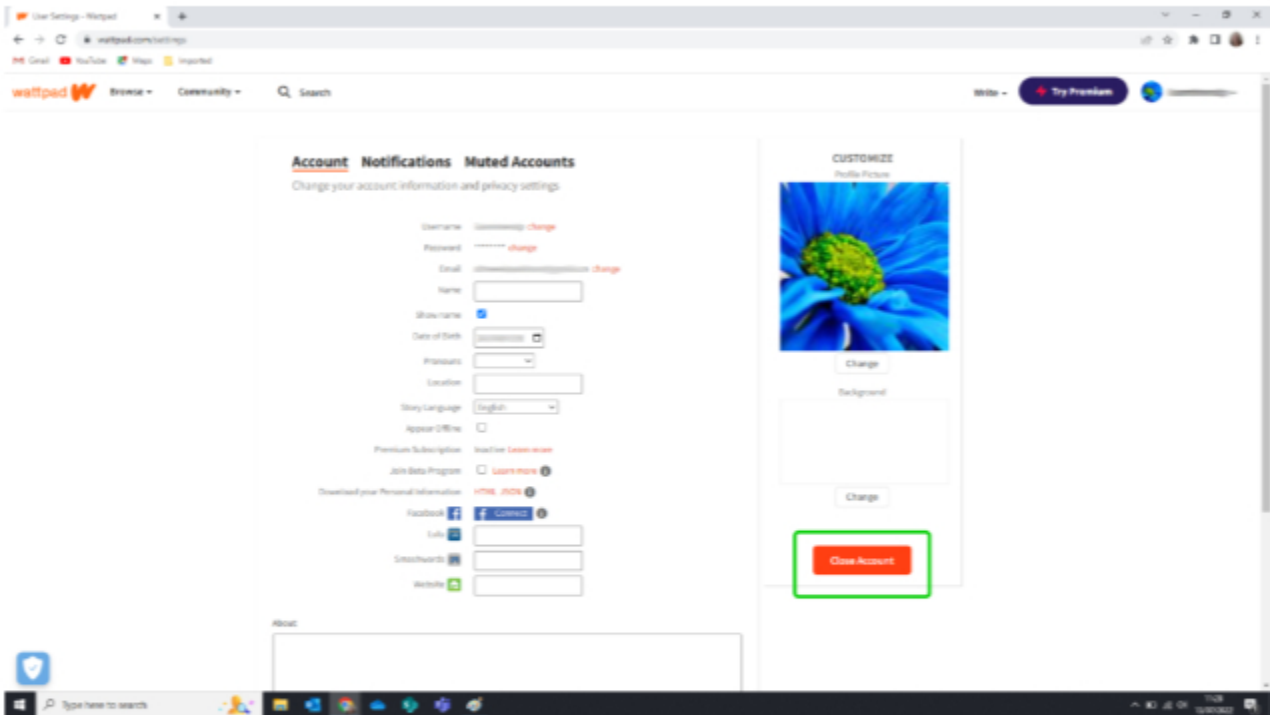 User Settings - Wattpad
wattpad.com/settings
Gmail YouTube Maps Imported
wattpad Browse Community Search Write Try Premium
Account Notifications Muted Accounts
Change your account information and privacy settings
Username change
Password ******** change
Email change
Name
Show name
Date of Birth
Pronouns
Location
Story Language English
Appear Offline
Premium Subscription Inactive Learn more
Join Beta Program Learn more
Download your Personal Information HTML JSON
Facebook Connect
Lulu
Smashwords
Website
About:
CUSTOMIZE
Profile Picture
Change
Background
Change
Close Account
Type here to search
11:28